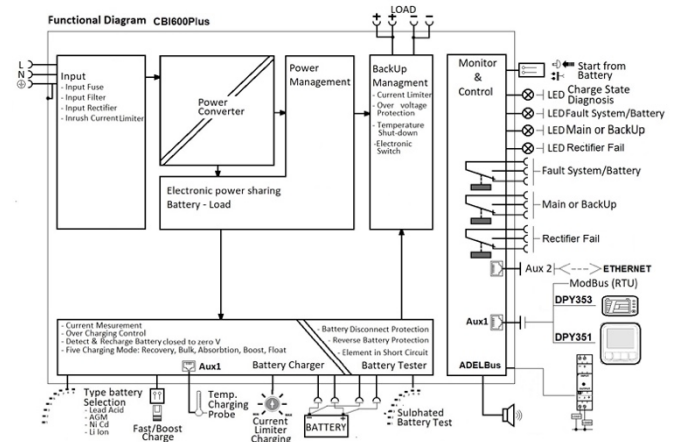 Functional Diagram CBI600Plus
LOAD
+ + - -
L
N
Input
- Input Fuse
- Input Filter
- Input Rectifier
- Inrush CurrentLimiter
Power
Converter
Power
Management
Electronic power sharing
Battery - Load
BackUp
Managment
- Current Limiter
- Over voltage
Protection
- Temperature
Shut-down
-Electronic
Switch
Monitor
&
Control
Start from
Battery
LED Charge State
Diagnosis
LED Fault System/Battery
LED Main or BackUp
LED Rectifier Fail
Fault System/Battery
Main or BackUp
Rectifier Fail
Aux 2
ETHERNET
ModBus (RTU)
DPY353
Aux1
DPY351
ADELBus
- Current Mesurement
- Over Charging Control
- Detect & Recharge Battery closed to zero V
- Five Charging Mode: Recovery, Bulk, Absorbtion, Boost, Float
Aux1
Battery Charger
- Battery Disconnect Protection
- Reverse Battery Protection
- Element in Short Circuit
Battery Tester
Type battery
Selection
- Lead Acid
- AGM
- Ni Cd
- Li Ion
Fast/Boost
Charge
Temp.
Charging
Probe
Current
Limiter
Charging
BATTERY
Sulphated
Battery Test